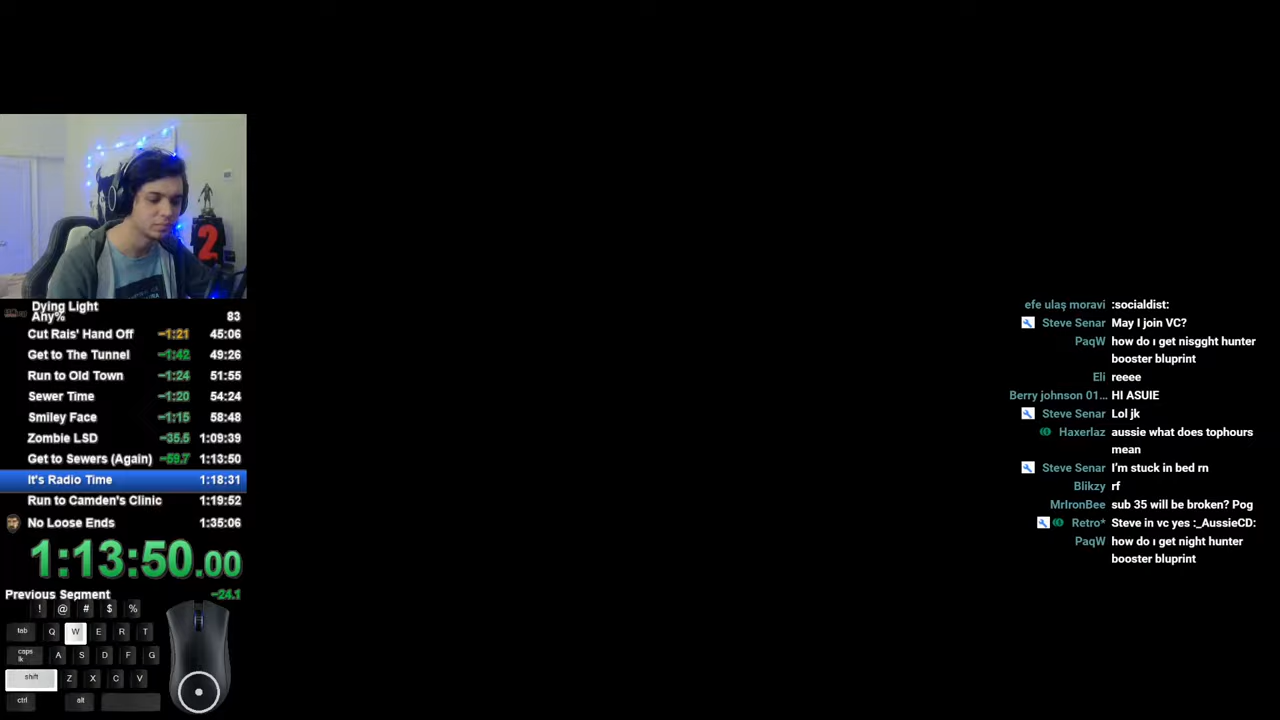 efe ulaş moravi :socialdist:
Steve Senar May I join VC?
PaqW how do ı get nisgght hunter
booster bluprint
Eli reeee
Berry johnson 01... HI ASUIE
Steve Senar Lol jk
Haxerlaz aussie what does tophours
mean
Steve Senar I'm stuck in bed rn
Blikzy rf
MrIronBee sub 35 will be broken? Pog
Retro* Steve in vc yes :_AussieCD:
PaqW how do ı get night hunter
booster bluprint
2
Dying Light
Any% 83
Cut Rais' Hand Off −1:21 45:06
Get to The Tunnel −1:42 49:26
Run to Old Town −1:24 51:55
Sewer Time −1:20 54:24
Smiley Face −1:15 58:48
Zombie LSD −35.5 1:09:39
Get to Sewers (Again) −59.7 1:13:50
It's Radio Time 1:18:31
Run to Camden's Clinic 1:19:52
No Loose Ends 1:35:06
1:13:50.00
Previous Segment −24.1
! @ # $ %
tab Q W E R T
caps lk A S D F G
shift Z X C V
ctrl alt